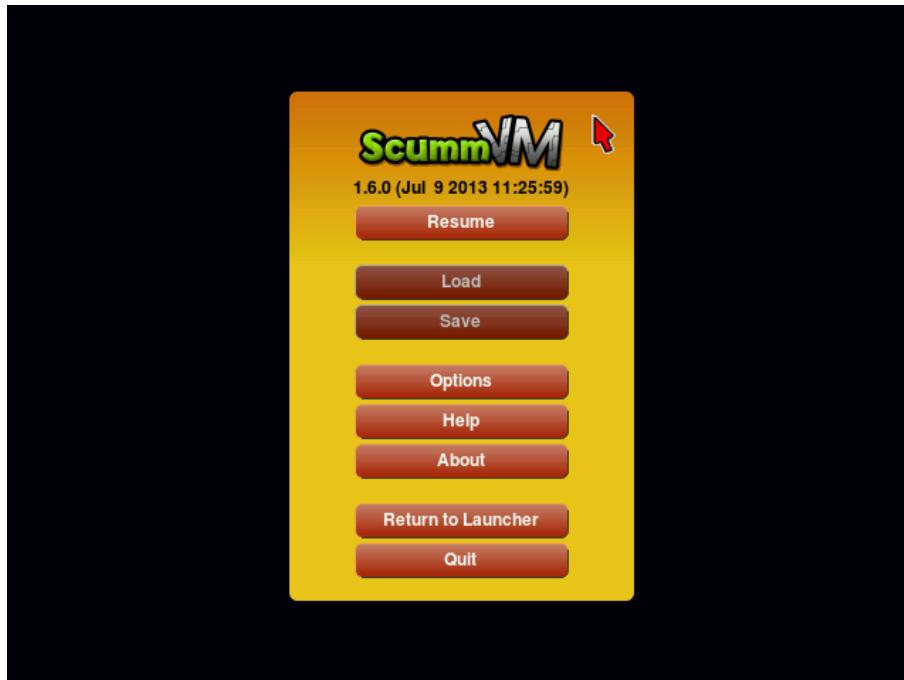 ScummVM
1.6.0 (Jul 9 2013 11:25:59)
Resume
Load
Save
Options
Help
About
Return to Launcher
Quit